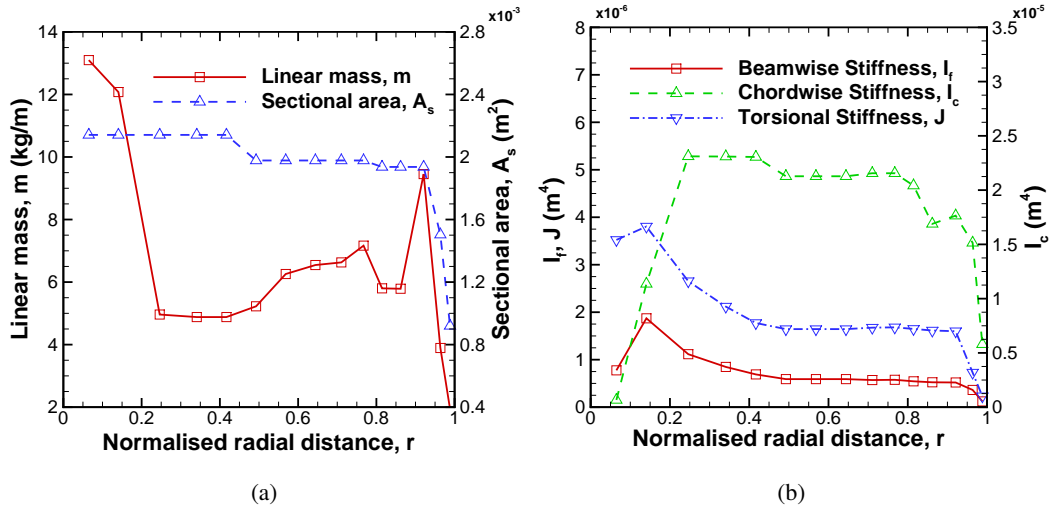 x10⁻³
14
12
10
8
6
4
2
Linear mass, m (kg/m)
Linear mass, m
Sectional area, Aₛ
2.8
2.4
2
1.6
1.2
0.8
0.4
Sectional area, Aₛ (m²)
0 0.2 0.4 0.6 0.8 1
Normalised radial distance, r
(a)
x10⁻⁶
x10⁻⁵
8
7
6
5
4
3
2
1
0
I_f, J (m⁴)
Beamwise Stiffness, I_f
Chordwise Stiffness, I_c
Torsional Stiffness, J
3.5
3
2.5
2
1.5
1
0.5
0
I_c (m⁴)
0 0.2 0.4 0.6 0.8 1
Normalised radial distance, r
(b)